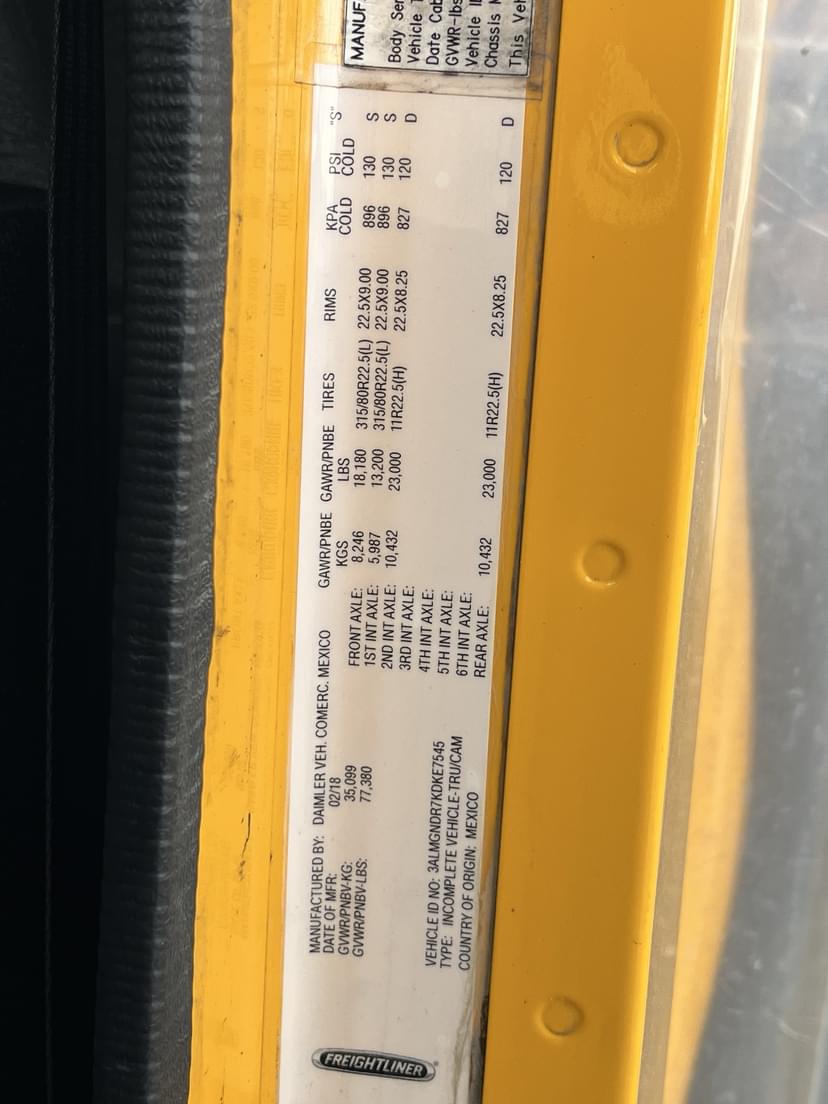 FREIGHTLINER
MANUFACTURED BY: DAIMLER VEH. COMERC. MEXICO
DATE OF MFR: 02/18
GVWR/PNBV-KG: 35,099
GVWR/PNBV-LBS: 77,380
VEHICLE ID NO: 3ALMGNDR7KDKE7545
TYPE: INCOMPLETE VEHICLE-TRU/CAM
COUNTRY OF ORIGIN: MEXICO
GAWR/PNBE GAWR/PNBE TIRES RIMS KPA PSI "S"
KGS LBS COLD COLD
FRONT AXLE: 8,246 18,180 315/80R22.5(L) 22.5X9.00 896 130 S
1ST INT AXLE: 5,987 13,200 315/80R22.5(L) 22.5X9.00 896 130 S
2ND INT AXLE: 10,432 23,000 11R22.5(H) 22.5X8.25 827 120 D
3RD INT AXLE:
4TH INT AXLE:
5TH INT AXLE:
6TH INT AXLE:
REAR AXLE: 10,432 23,000 11R22.5(H) 22.5X8.25 827 120 D
MANUF
Body Ser
Vehicle
Date Cab
GVWR-lbs
Vehicle
Chassis
This Veh